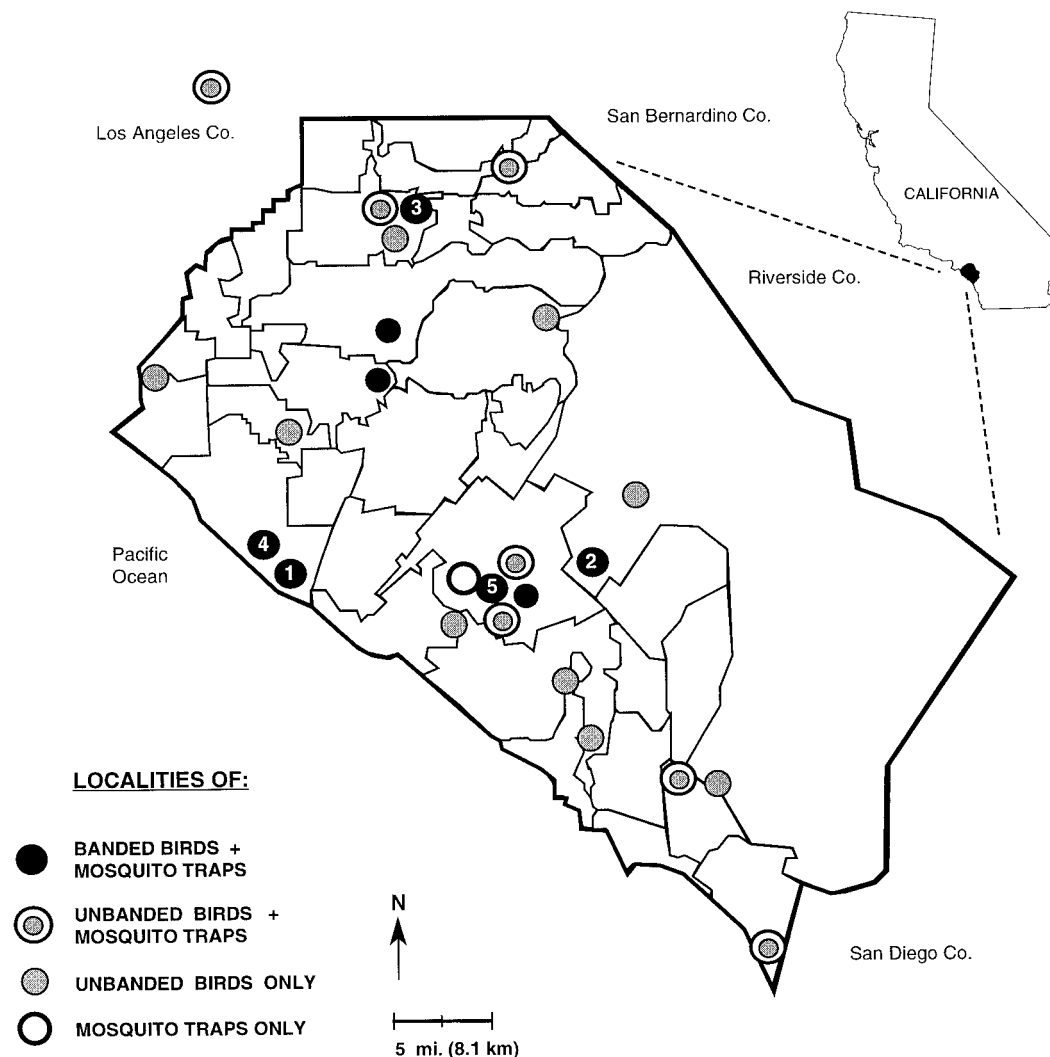 Los Angeles Co.
San Bernardino Co.
CALIFORNIA
3
Riverside Co.
Pacific
Ocean
4
1
5
2
LOCALITIES OF:
BANDED BIRDS +
MOSQUITO TRAPS
UNBANDED BIRDS +
MOSQUITO TRAPS
UNBANDED BIRDS ONLY
MOSQUITO TRAPS ONLY
N
5 mi. (8.1 km)
San Diego Co.